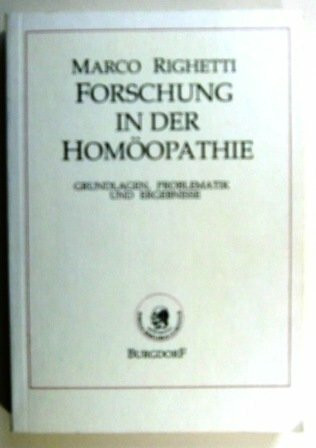 MARCO RIGHETTI
FORSCHUNG
IN DER
HOMÖOPATHIE
GRUNDLAGEN, PROBLEMATIK
UND ERGEBNISSE
BURGDORF